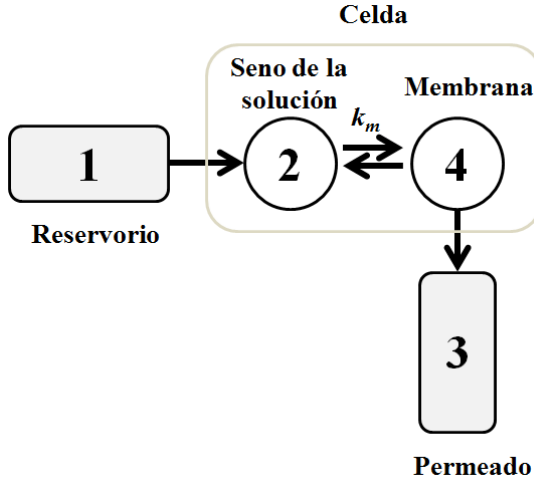 Celda
Seno de la
solución
Membrana
k_m
1
2
4
Reservorio
3
Permeado